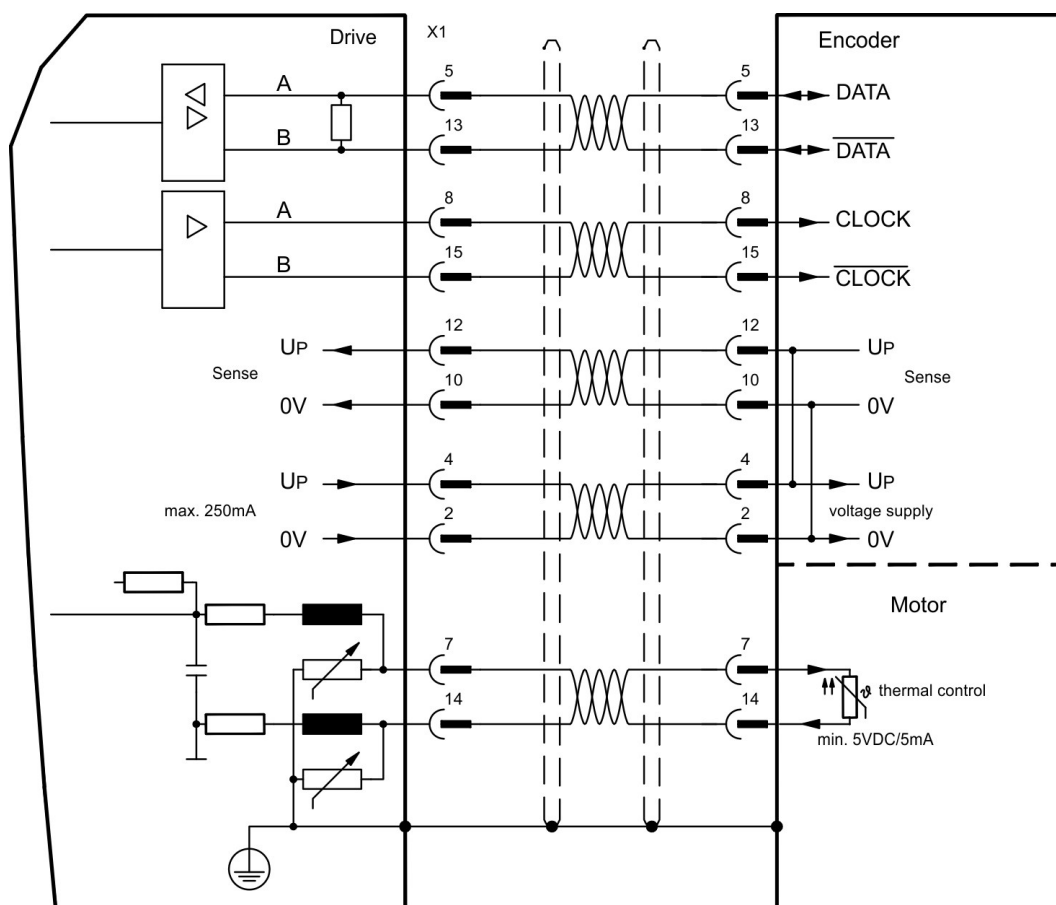 Drive X1 Encoder
A 5 5 DATA
B 13 13 DATA
A 8 8 CLOCK
B 15 15 CLOCK
UP 12 12 UP
Sense Sense
0V 10 10 0V
UP 4 4 UP
max. 250mA voltage supply
0V 2 2 0V
Motor
7 7
ϑ thermal control
14 14
min. 5VDC/5mA